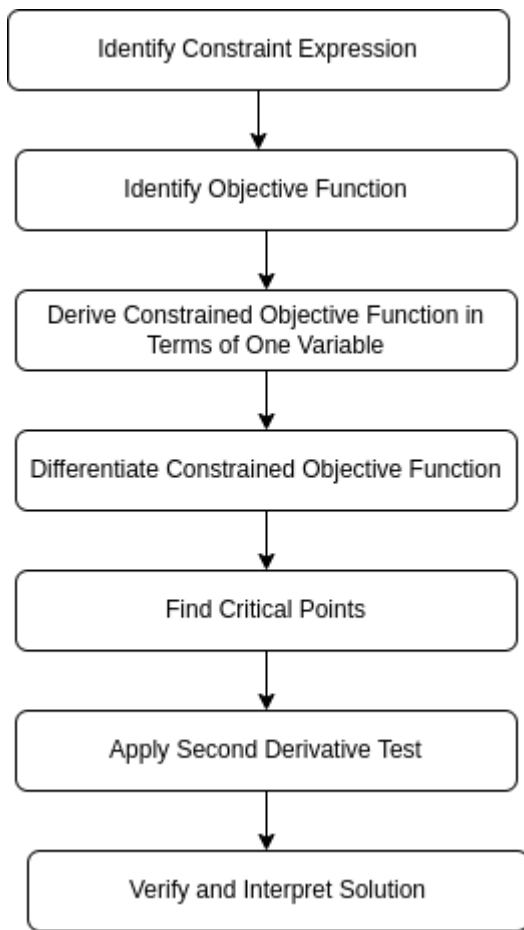 Identify Constraint Expression
Identify Objective Function
Derive Constrained Objective Function in
Terms of One Variable
Differentiate Constrained Objective Function
Find Critical Points
Apply Second Derivative Test
Verify and Interpret Solution